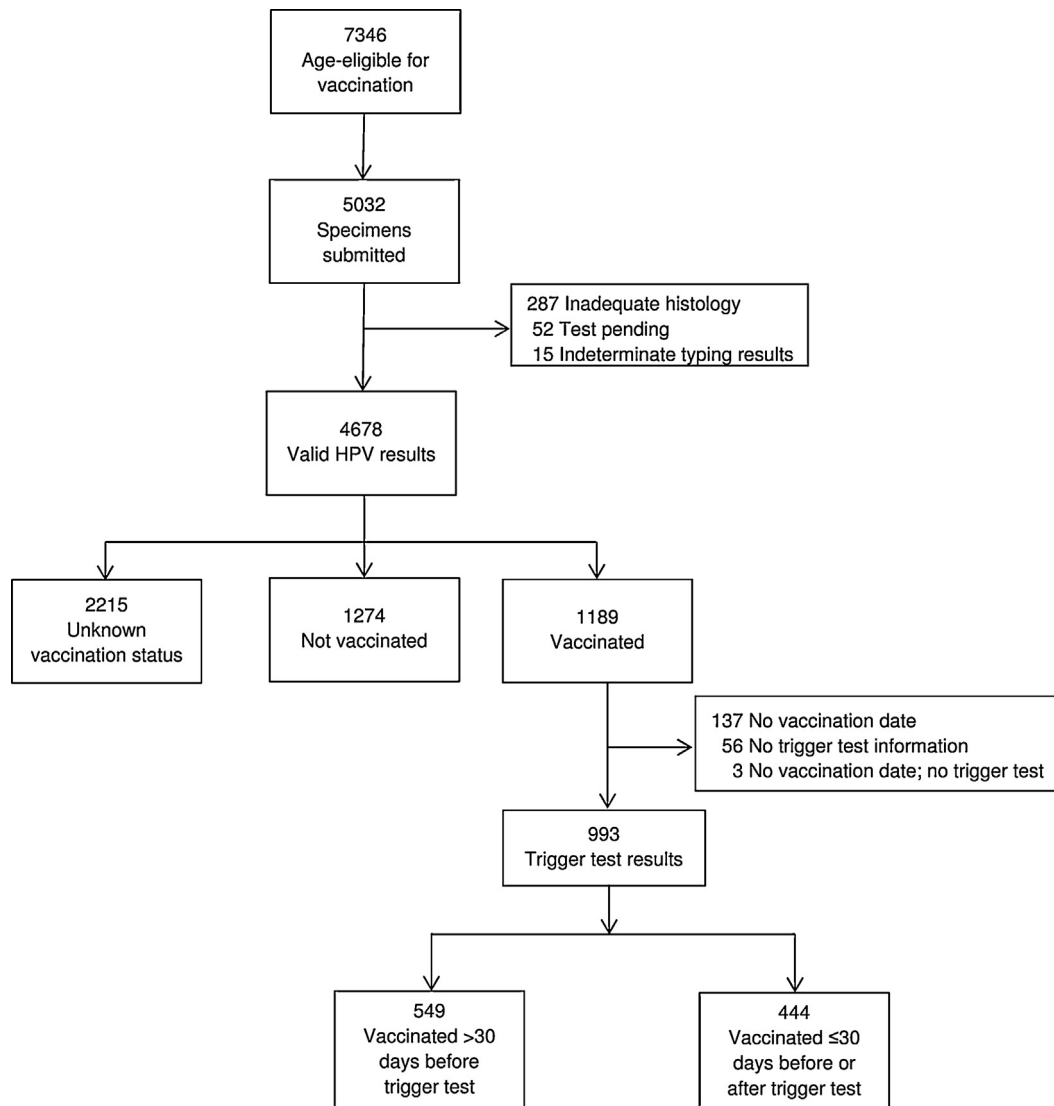 7346
Age-eligible for
vaccination
5032
Specimens
submitted
287 Inadequate histology
52 Test pending
15 Indeterminate typing results
4678
Valid HPV results
2215
Unknown
vaccination status
1274
Not vaccinated
1189
Vaccinated
137 No vaccination date
56 No trigger test information
3 No vaccination date; no trigger test
993
Trigger test results
549
Vaccinated >30
days before
trigger test
444
Vaccinated ≤30
days before or
after trigger test